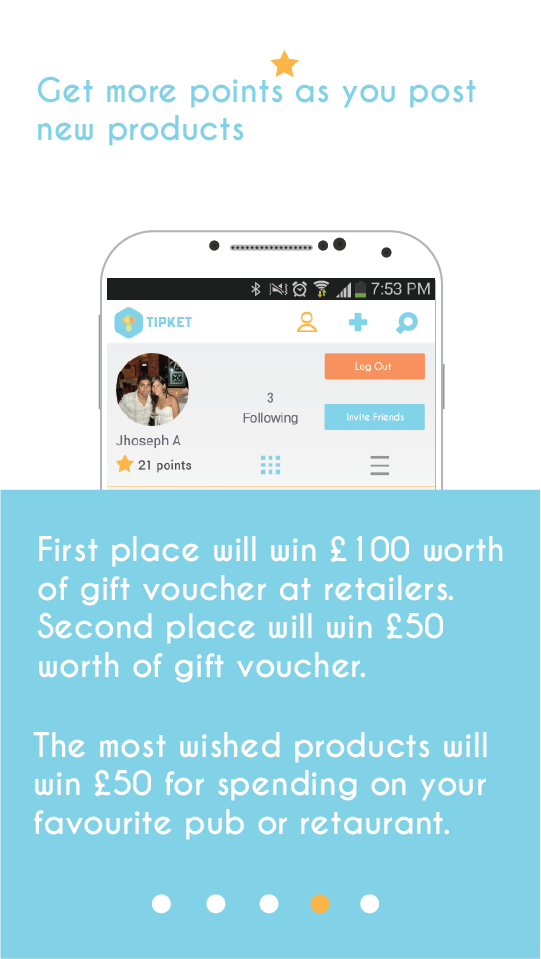 Get more points as you post
new products
7:53 PM
TIPKET
Log Out
3
Following
Invite Friends
Jhoseph A
21 points
First place will win £100 worth
of gift voucher at retailers.
Second place will win £50
worth of gift voucher.
The most wished products will
win £50 for spending on your
favourite pub or retaurant.